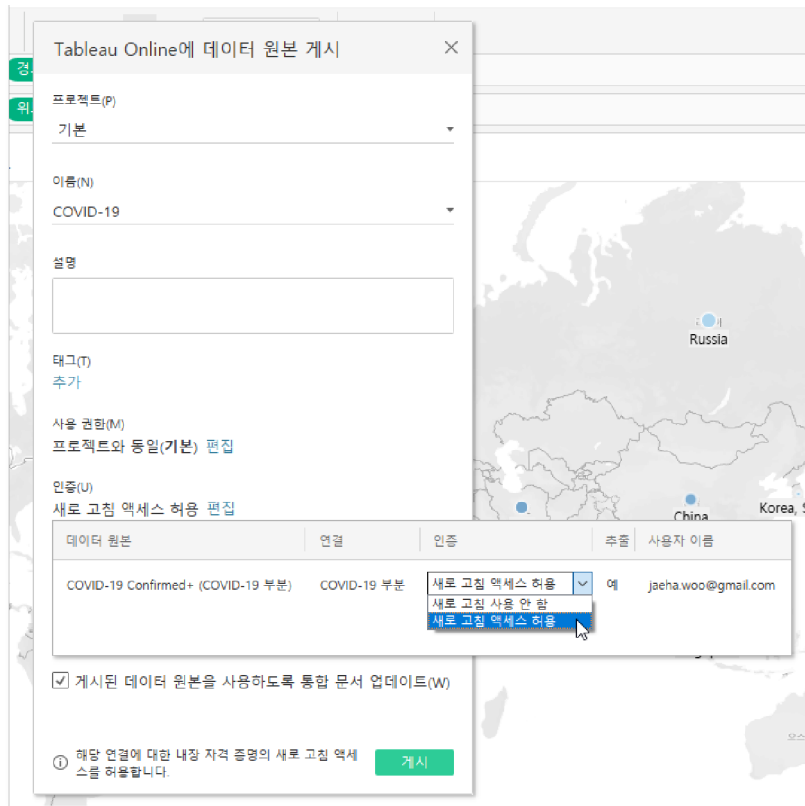 Tableau Online에 데이터 원본 게시
경
위
프로젝트(P)
기본
이름(N)
COVID-19
설명
태그(T)
추가
사용 권한(M)
프로젝트와 동일(기본) 편집
인증(U)
새로 고침 액세스 허용 편집
Russia
China
Korea, S
데이터 원본 연결 인증 추출 사용자 이름
COVID-19 Confirmed+ (COVID-19 부분) COVID-19 부분 새로 고침 액세스 허용 예 jaeha.woo@gmail.com
새로 고침 사용 안 함
새로 고침 액세스 허용
게시된 데이터 원본을 사용하도록 통합 문서 업데이트(W)
해당 연결에 대한 내장 자격 증명의 새로 고침 액세
스를 허용합니다.
게시
오스